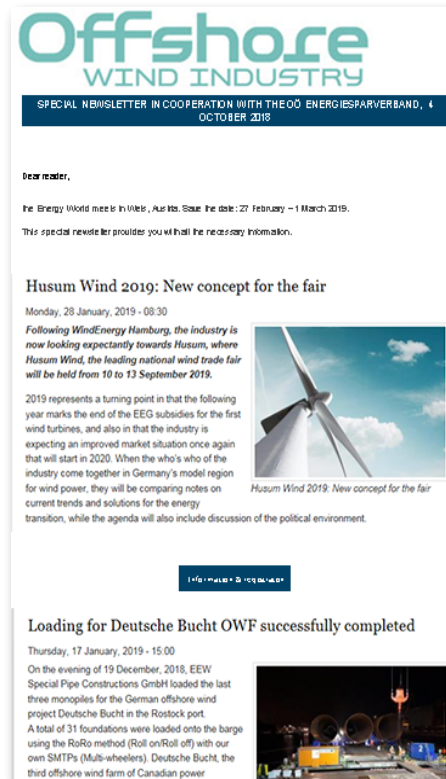 Offshore
WIND INDUSTRY
SPECIAL NEWSLETTER IN COOPERATION WITH THE OÖ ENERGIESPARVERBAND, 4
OCTOBER 2018
Dear reader,
the Energy World meets in Wels, Austria. Save the date: 27 February – 1 March 2019.
This special newsletter provides you with all the necessary information.
Husum Wind 2019: New concept for the fair
Monday, 28 January, 2019 - 08:30
Following WindEnergy Hamburg, the industry is
now looking expectantly towards Husum, where
Husum Wind, the leading national wind trade fair
will be held from 10 to 13 September 2019.
2019 represents a turning point in that the following
year marks the end of the EEG subsidies for the first
wind turbines, and also in that the industry is
expecting an improved market situation once again
that will start in 2020. When the who's who of the
industry come together in Germany's model region
for wind power, they will be comparing notes on
current trends and solutions for the energy
transition, while the agenda will also include discussion of the political environment.
Husum Wind 2019: New concept for the fair
Information & registration
Loading for Deutsche Bucht OWF successfully completed
Thursday, 17 January, 2019 - 15:00
On the evening of 19 December, 2018, EEW
Special Pipe Constructions GmbH loaded the last
three monopiles for the German offshore wind
project Deutsche Bucht in the Rostock port.
A total of 31 foundations were loaded onto the barge
using the RoRo method (Roll on/Roll off) with our
own SMTPs (Multi-wheelers). Deutsche Bucht, the
third offshore wind farm of Canadian power